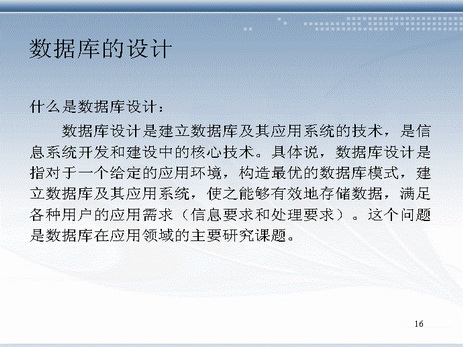 数据库的设计
什么是数据库设计：
数据库设计是建立数据库及其应用系统的技术，是信
息系统开发和建设中的核心技术。具体说，数据库设计是
指对于一个给定的应用环境，构造最优的数据库模式，建
立数据库及其应用系统，使之能够有效地存储数据，满足
各种用户的应用需求（信息要求和处理要求）。这个问题
是数据库在应用领域的主要研究课题。
16